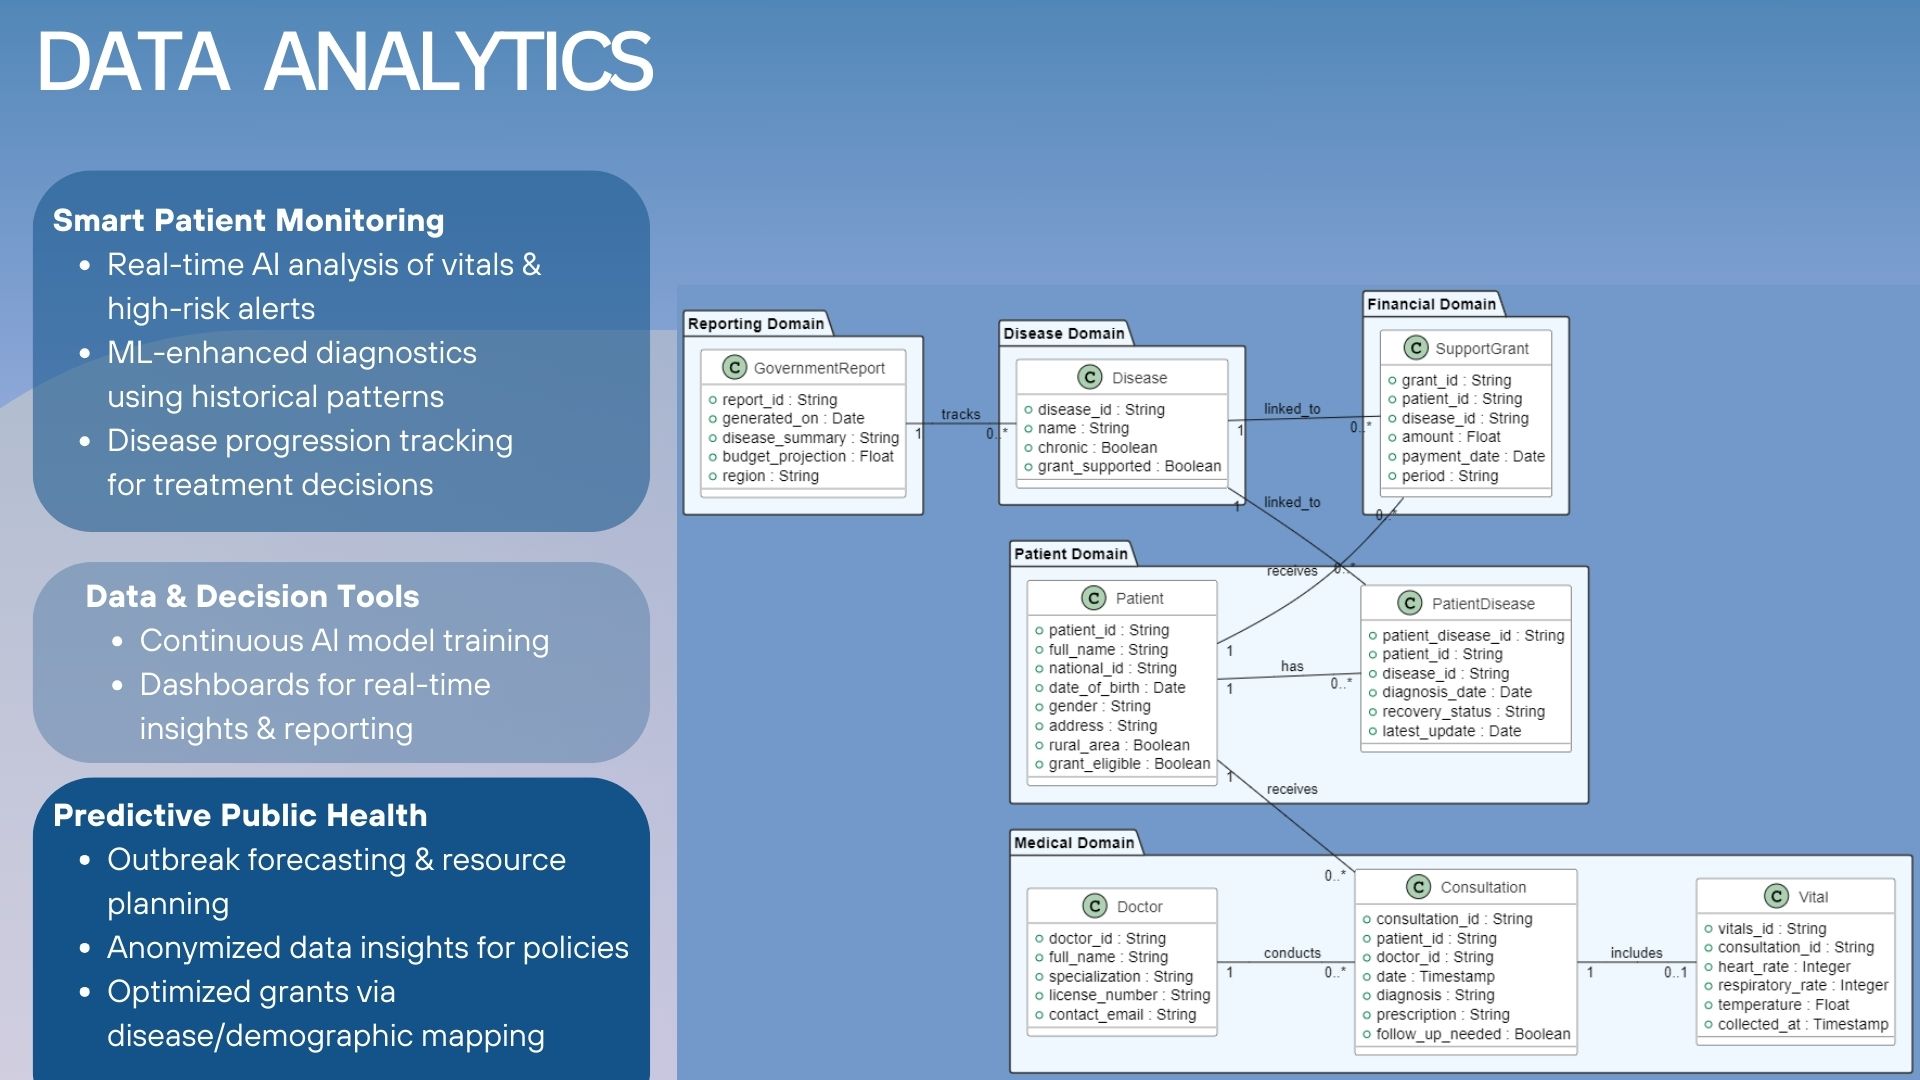 DATA ANALYTICS
Smart Patient Monitoring
• Real-time AI analysis of vitals &
high-risk alerts
• ML-enhanced diagnostics
using historical patterns
• Disease progression tracking
for treatment decisions
Data & Decision Tools
• Continuous AI model training
• Dashboards for real-time
insights & reporting
Predictive Public Health
• Outbreak forecasting & resource
planning
• Anonymized data insights for policies
• Optimized grants via
disease/demographic mapping
Reporting Domain
C GovernmentReport
report_id : String
generated_on : Date
disease_summary : String
budget_projection : Float
region : String
tracks
1
0..*
Disease Domain
C Disease
disease_id : String
name : String
chronic : Boolean
grant_supported : Boolean
linked_to
1
0..*
Financial Domain
C SupportGrant
grant_id : String
patient_id : String
disease_id : String
amount : Float
payment_date : Date
period : String
1
linked_to
0..*
0..*
receives
1
Patient Domain
C Patient
patient_id : String
full_name : String
national_id : String
date_of_birth : Date
gender : String
address : String
rural_area : Boolean
grant_eligible : Boolean
has
1
0..*
C PatientDisease
patient_disease_id : String
patient_id : String
disease_id : String
diagnosis_date : Date
recovery_status : String
latest_update : Date
1
receives
0..*
Medical Domain
C Doctor
doctor_id : String
full_name : String
specialization : String
license_number : String
contact_email : String
conducts
1
0..*
C Consultation
consultation_id : String
patient_id : String
doctor_id : String
date : Timestamp
diagnosis : String
prescription : String
follow_up_needed : Boolean
includes
1
0..1
C Vital
vitals_id : String
consultation_id : String
heart_rate : Integer
respiratory_rate : Integer
temperature : Float
collected_at : Timestamp